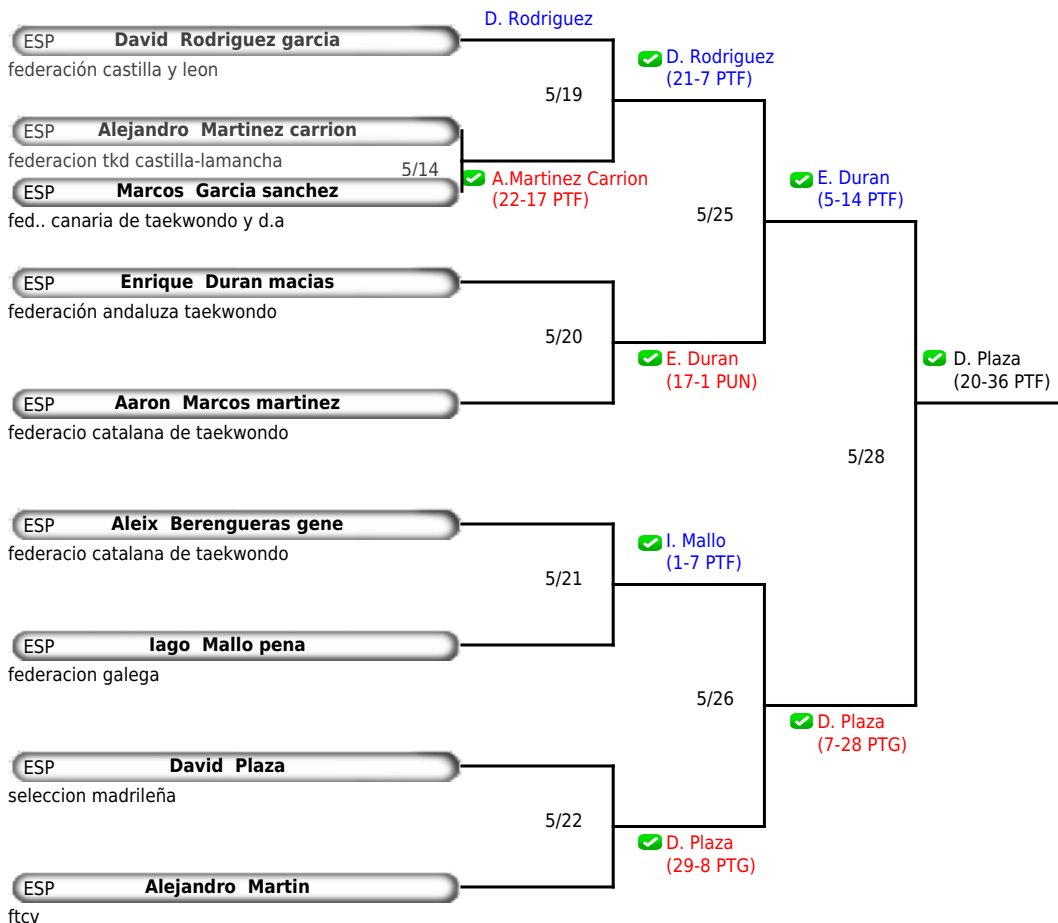 D. Rodriguez
ESP David Rodriguez garcia
federación castilla y leon
D. Rodriguez
(21-7 PTF)
5/19
ESP Alejandro Martinez carrion
federacion tkd castilla-lamancha
5/14
A.Martinez Carrion
(22-17 PTF)
ESP Marcos Garcia sanchez
fed.. canaria de taekwondo y d.a
E. Duran
(5-14 PTF)
5/25
ESP Enrique Duran macias
federación andaluza taekwondo
5/20
E. Duran
(17-1 PUN)
D. Plaza
(20-36 PTF)
ESP Aaron Marcos martinez
federacio catalana de taekwondo
5/28
ESP Aleix Berengueras gene
federacio catalana de taekwondo
I. Mallo
(1-7 PTF)
5/21
ESP Iago Mallo pena
federacion galega
5/26
D. Plaza
(7-28 PTG)
ESP David Plaza
seleccion madrileña
5/22
D. Plaza
(29-8 PTG)
ESP Alejandro Martin
ftcv